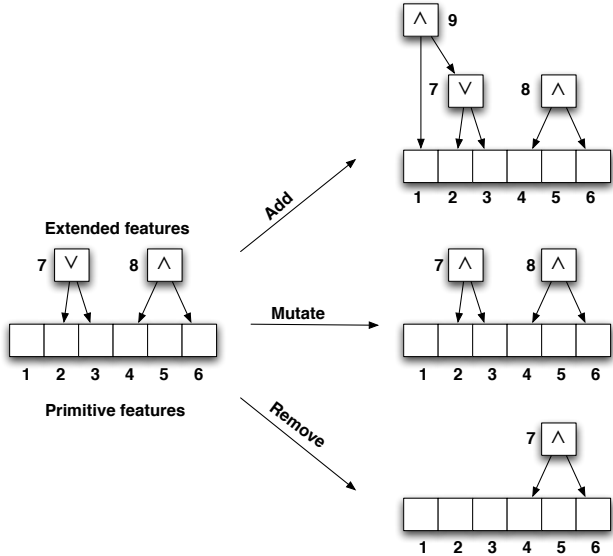 ∧ 9
7 ∨ 8 ∧
1 2 3 4 5 6
Add
Extended features
7 ∨ 8 ∧
1 2 3 4 5 6
Primitive features
Mutate
7 ∧ 8 ∧
1 2 3 4 5 6
Remove
7 ∧
1 2 3 4 5 6